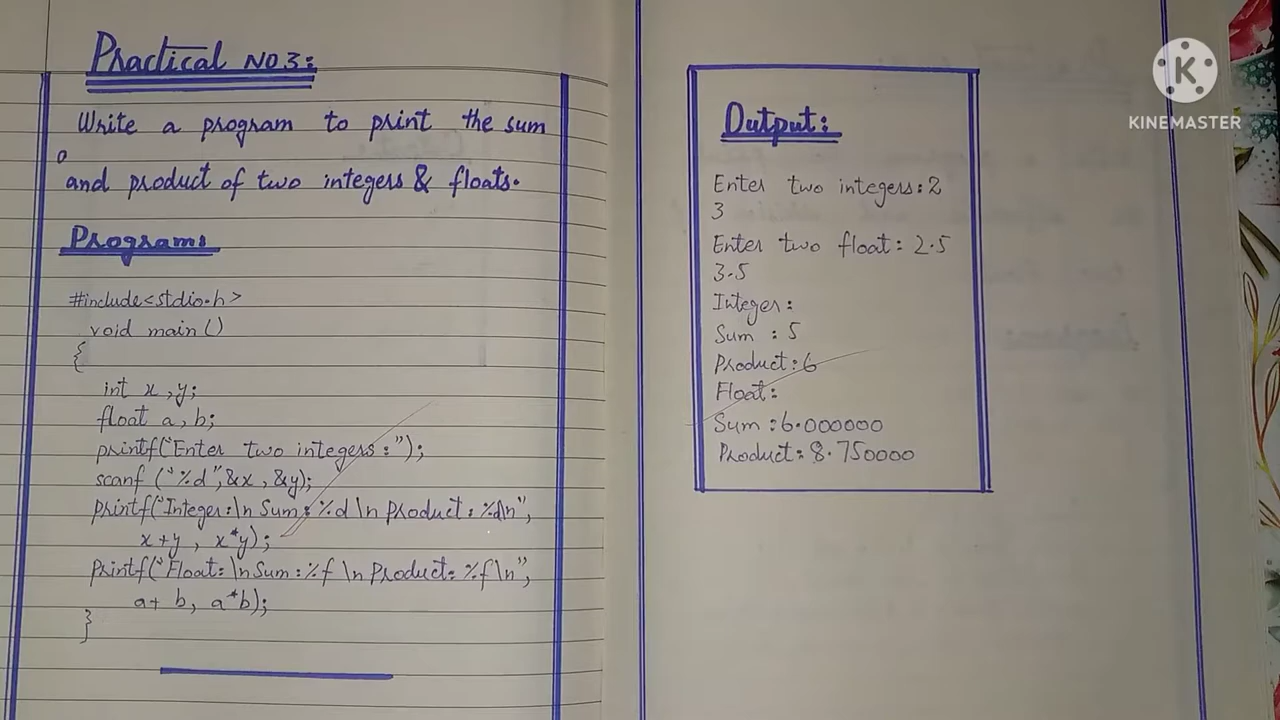 Practical NO.3:
Write a program to print the sum
and product of two integers & floats.
Program:
#include<stdio.h>
void main()
{
int x,y;
float a,b;
printf("Enter two integers:");
scanf("%d",&x,&y);
printf("Integer:\n Sum:%d \n Product:%d\n",
x+y, x*y);
printf("Float:\n Sum:%f \n Product:%f\n",
a+b, a*b);
}
Output:
Enter two integers:2
3
Enter two float: 2.5
3.5
Integer:
Sum :5
Product:6
Float:
Sum :6.000000
Product:8.750000
K
KINEMASTER